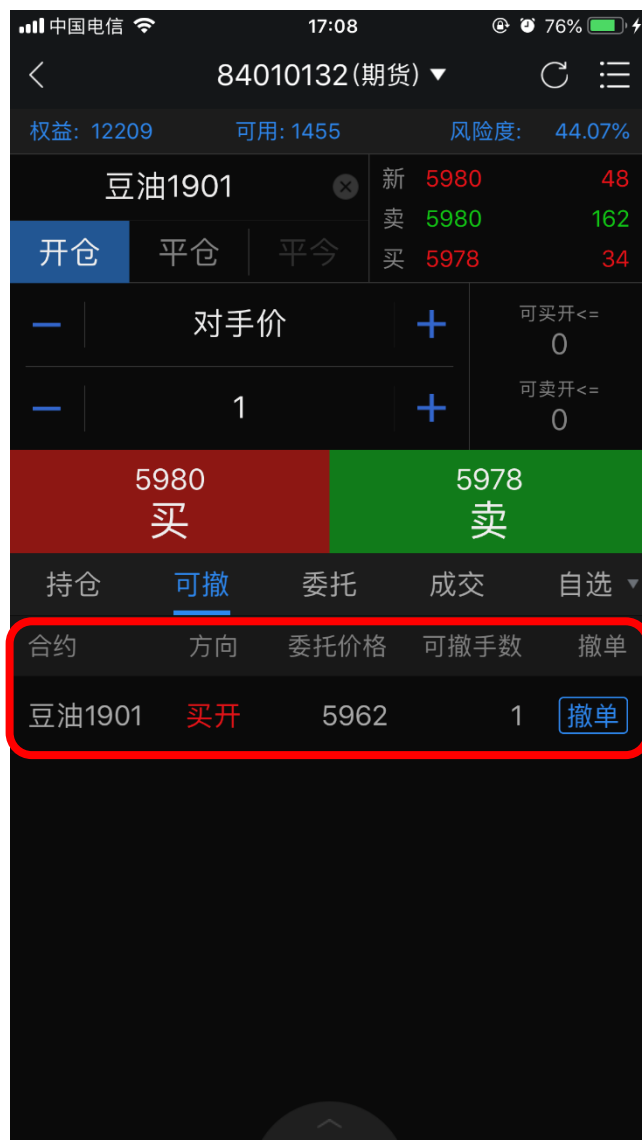 中国电信 17:08 76%
84010132(期货)▼
权益: 12209 可用: 1455 风险度: 44.07%
豆油1901
新 5980 48
卖 5980 162
买 5978 34
开仓 平仓 平今
对手价
可买开<=
0
1
可卖开<=
0
5980
买
5978
卖
持仓 可撤 委托 成交 自选
合约 方向 委托价格 可撤手数 撤单
豆油1901 买开 5962 1 撤单